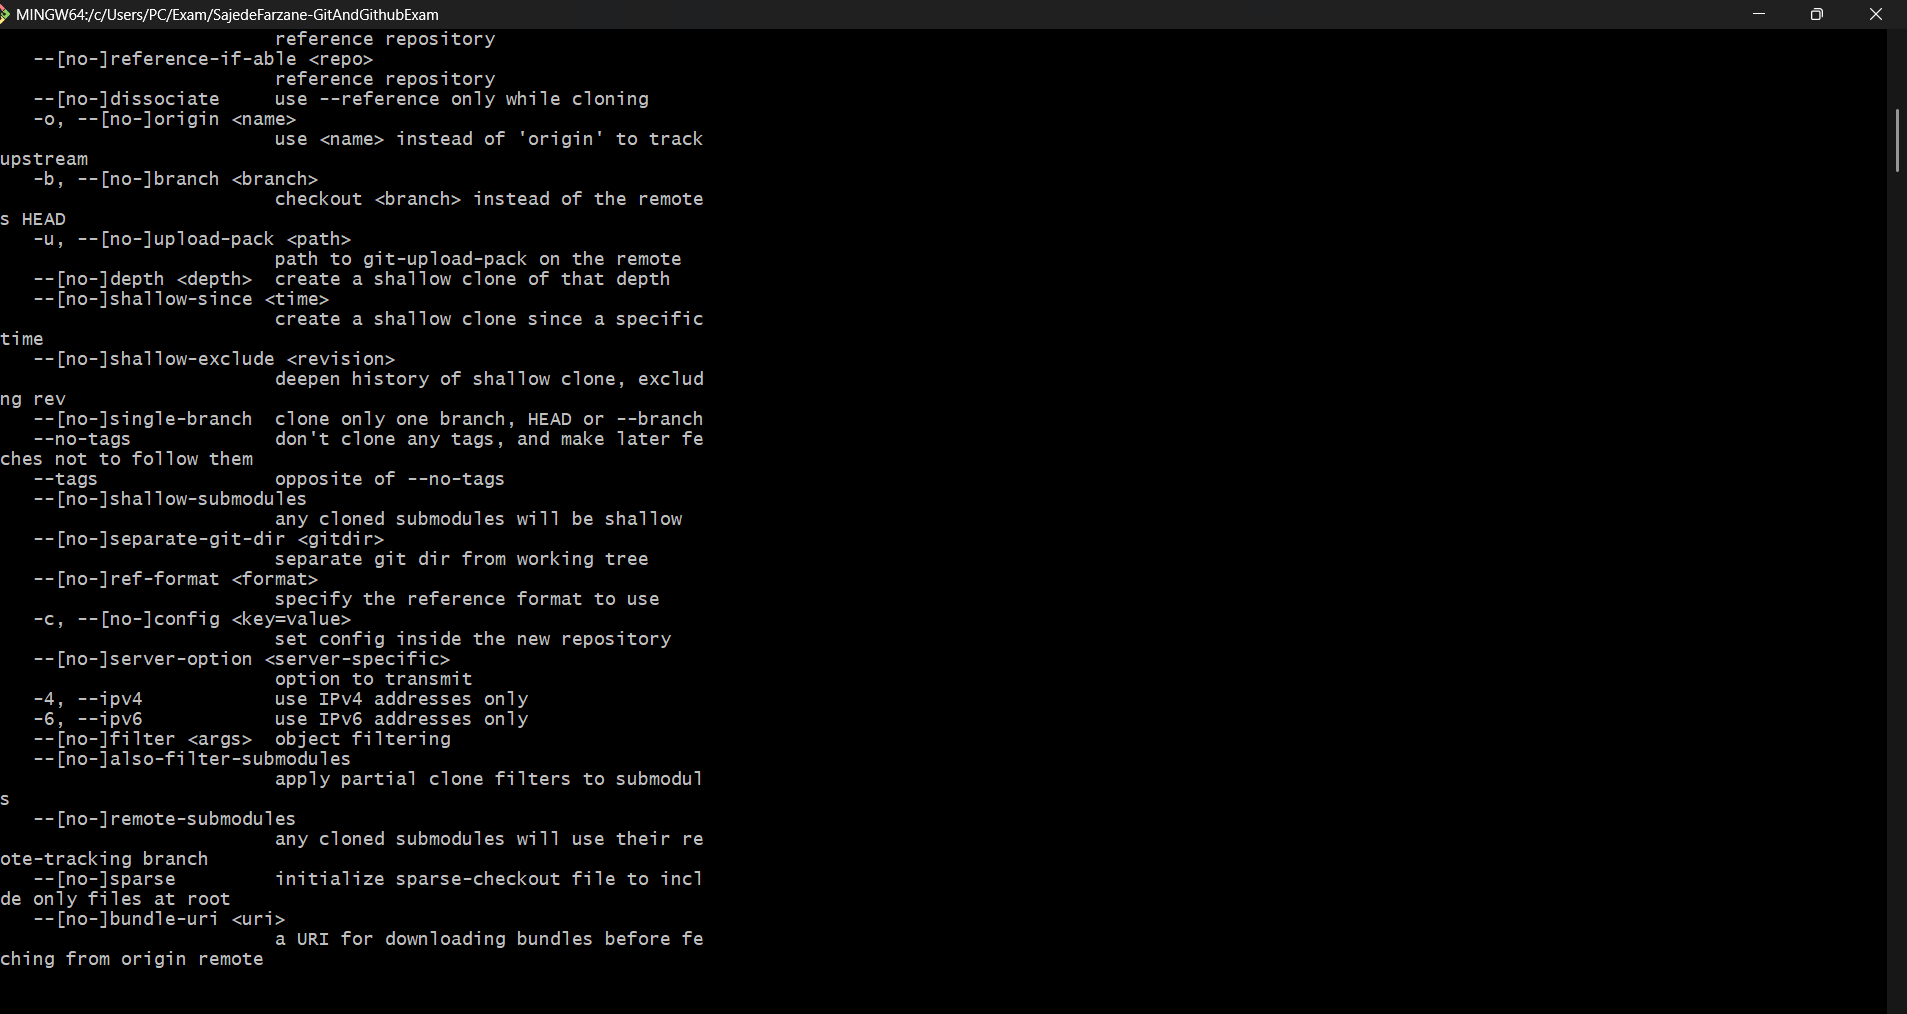 MINGW64:/c/Users/PC/Exam/SajedeFarzane-GitAndGithubExam
reference repository
--[no-]reference-if-able <repo>
reference repository
--[no-]dissociate     use --reference only while cloning
-o, --[no-]origin <name>
use <name> instead of 'origin' to track
upstream
-b, --[no-]branch <branch>
checkout <branch> instead of the remote
s HEAD
-u, --[no-]upload-pack <path>
path to git-upload-pack on the remote
--[no-]depth <depth>  create a shallow clone of that depth
--[no-]shallow-since <time>
create a shallow clone since a specific
time
--[no-]shallow-exclude <revision>
deepen history of shallow clone, exclud
ng rev
--[no-]single-branch  clone only one branch, HEAD or --branch
--no-tags             don't clone any tags, and make later fe
ches not to follow them
--tags                opposite of --no-tags
--[no-]shallow-submodules
any cloned submodules will be shallow
--[no-]separate-git-dir <gitdir>
separate git dir from working tree
--[no-]ref-format <format>
specify the reference format to use
-c, --[no-]config <key=value>
set config inside the new repository
--[no-]server-option <server-specific>
option to transmit
-4, --ipv4            use IPv4 addresses only
-6, --ipv6            use IPv6 addresses only
--[no-]filter <args>  object filtering
--[no-]also-filter-submodules
apply partial clone filters to submodul
s
--[no-]remote-submodules
any cloned submodules will use their re
ote-tracking branch
--[no-]sparse         initialize sparse-checkout file to incl
de only files at root
--[no-]bundle-uri <uri>
a URI for downloading bundles before fe
ching from origin remote